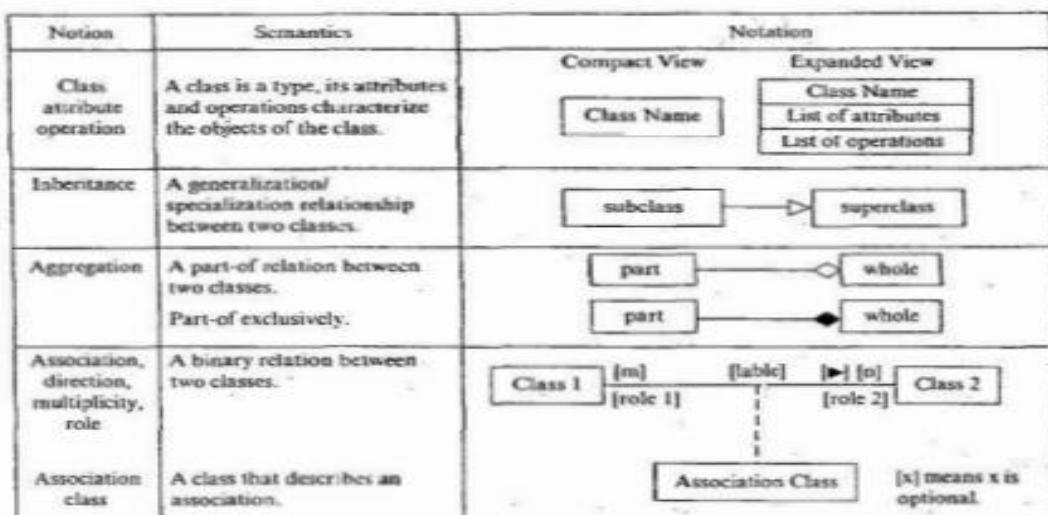 Notion Semantics Notation
Compact View Expanded View
Class
attribute
operation
A class is a type, its attributes
and operations characterize
the objects of the class.
Class Name
Class Name
List of attributes
List of operations
Inheritance
A generalization/
specialization relationship
between two classes.
subclass superclass
Aggregation
A part-of relation between
two classes.
Part-of exclusively.
part whole
part whole
Association,
direction,
multiplicity,
role
A binary relation between
two classes.
Class 1 [m] [lable] [►] [n] Class 2
[role 1] [role 2]
Association
class
A class that describes an
association.
Association Class
[x] means x is
optional.